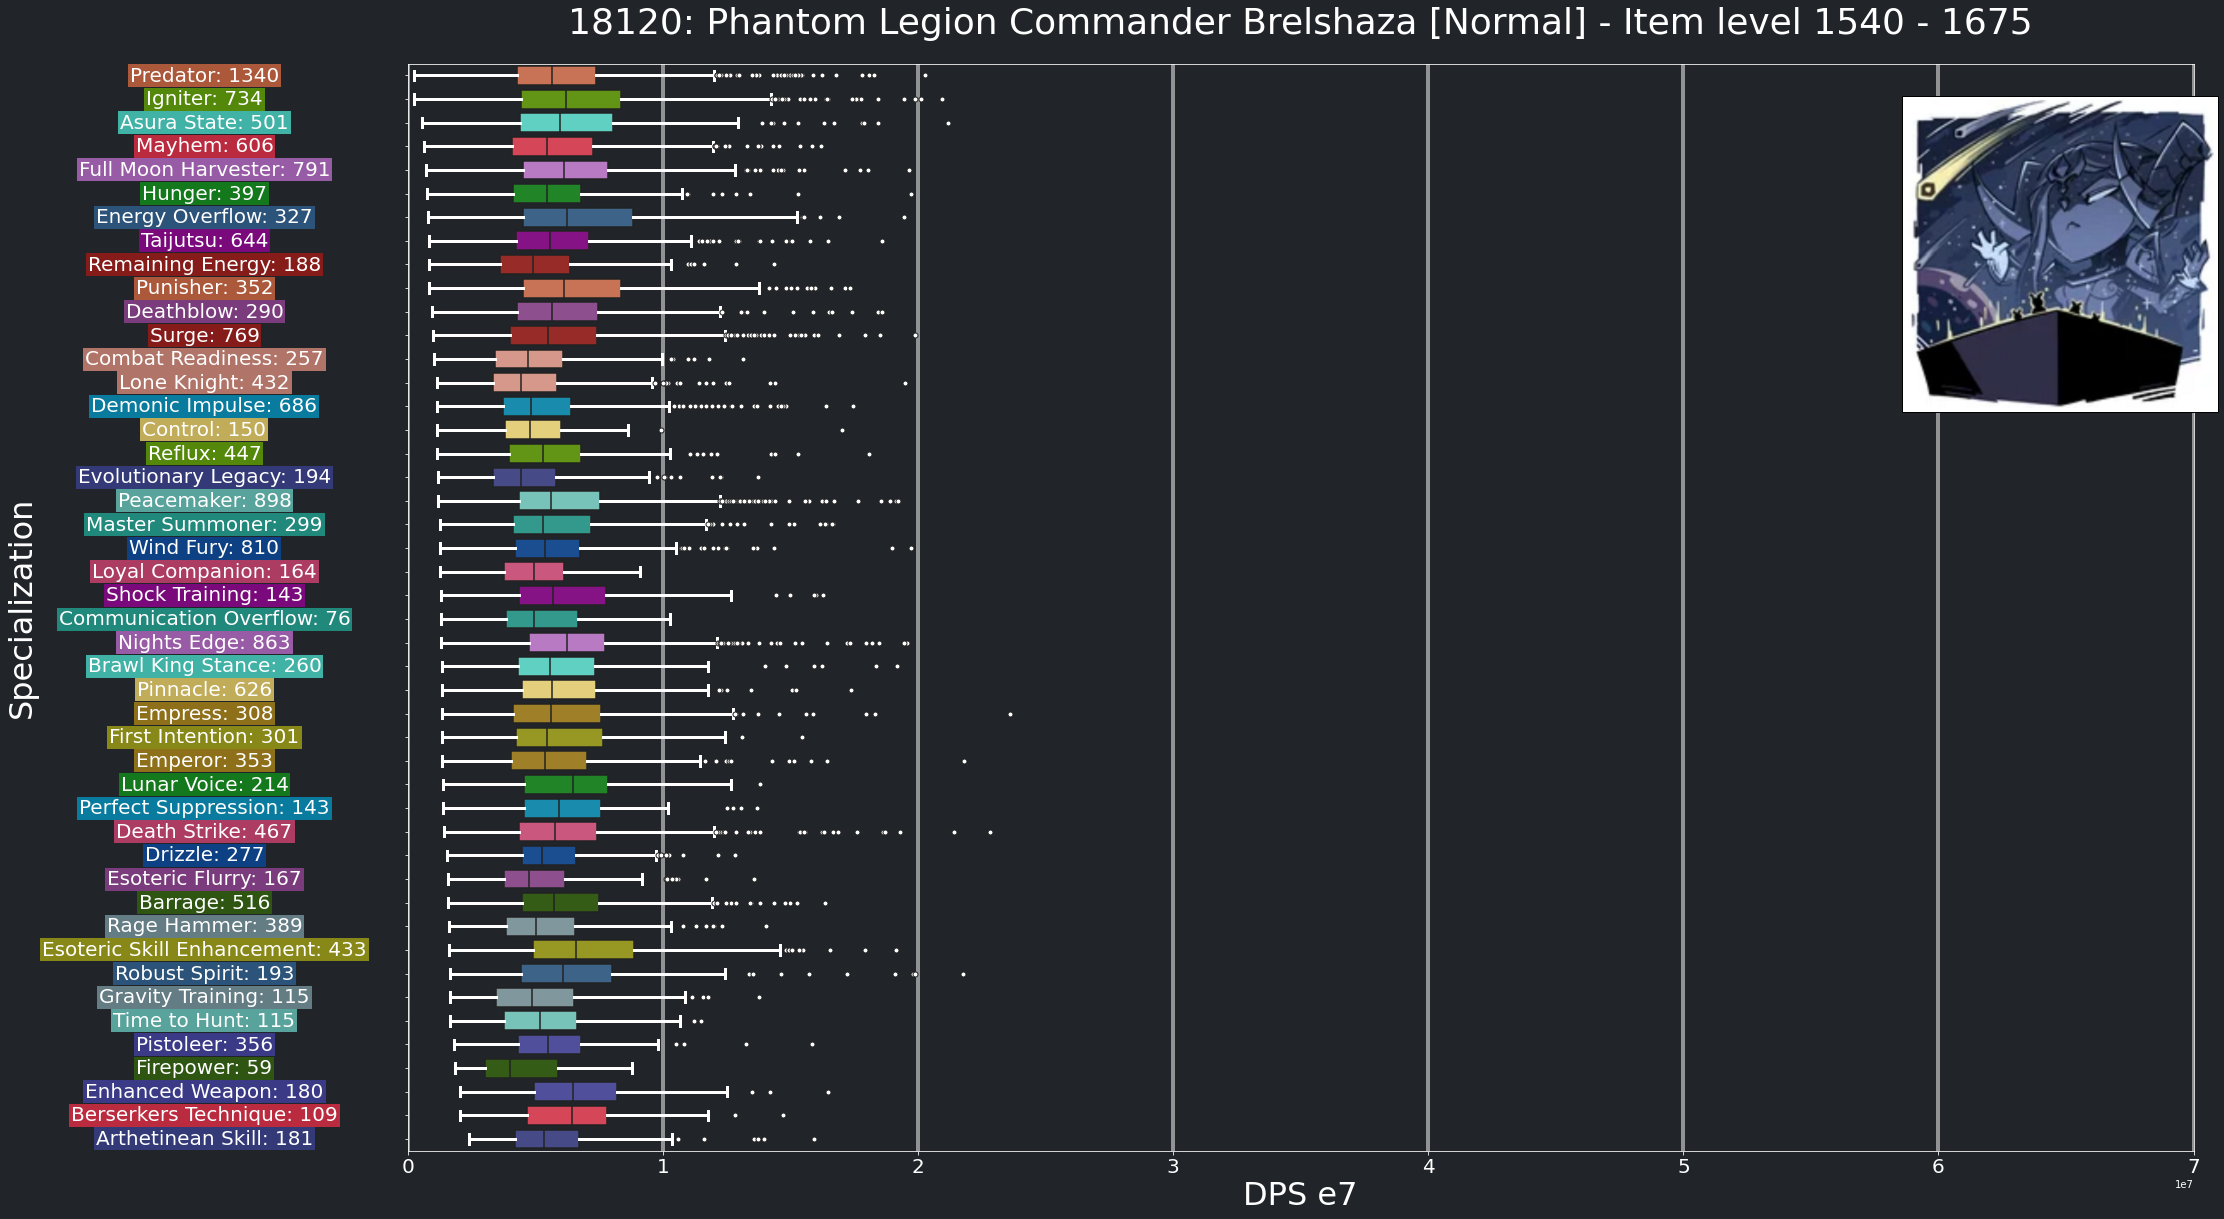 18120: Phantom Legion Commander Brelshaza [Normal] - Item level 1540 - 1675
Specialization
Predator: 1340
Igniter: 734
Asura State: 501
Mayhem: 606
Full Moon Harvester: 791
Hunger: 397
Energy Overflow: 327
Taijutsu: 644
Remaining Energy: 188
Punisher: 352
Deathblow: 290
Surge: 769
Combat Readiness: 257
Lone Knight: 432
Demonic Impulse: 686
Control: 150
Reflux: 447
Evolutionary Legacy: 194
Peacemaker: 898
Master Summoner: 299
Wind Fury: 810
Loyal Companion: 164
Shock Training: 143
Communication Overflow: 76
Nights Edge: 863
Brawl King Stance: 260
Pinnacle: 626
Empress: 308
First Intention: 301
Emperor: 353
Lunar Voice: 214
Perfect Suppression: 143
Death Strike: 467
Drizzle: 277
Esoteric Flurry: 167
Barrage: 516
Rage Hammer: 389
Esoteric Skill Enhancement: 433
Robust Spirit: 193
Gravity Training: 115
Time to Hunt: 115
Pistoleer: 356
Firepower: 59
Enhanced Weapon: 180
Berserkers Technique: 109
Arthetinean Skill: 181
0 1 2 3 4 5 6 7
1e7
DPS e7